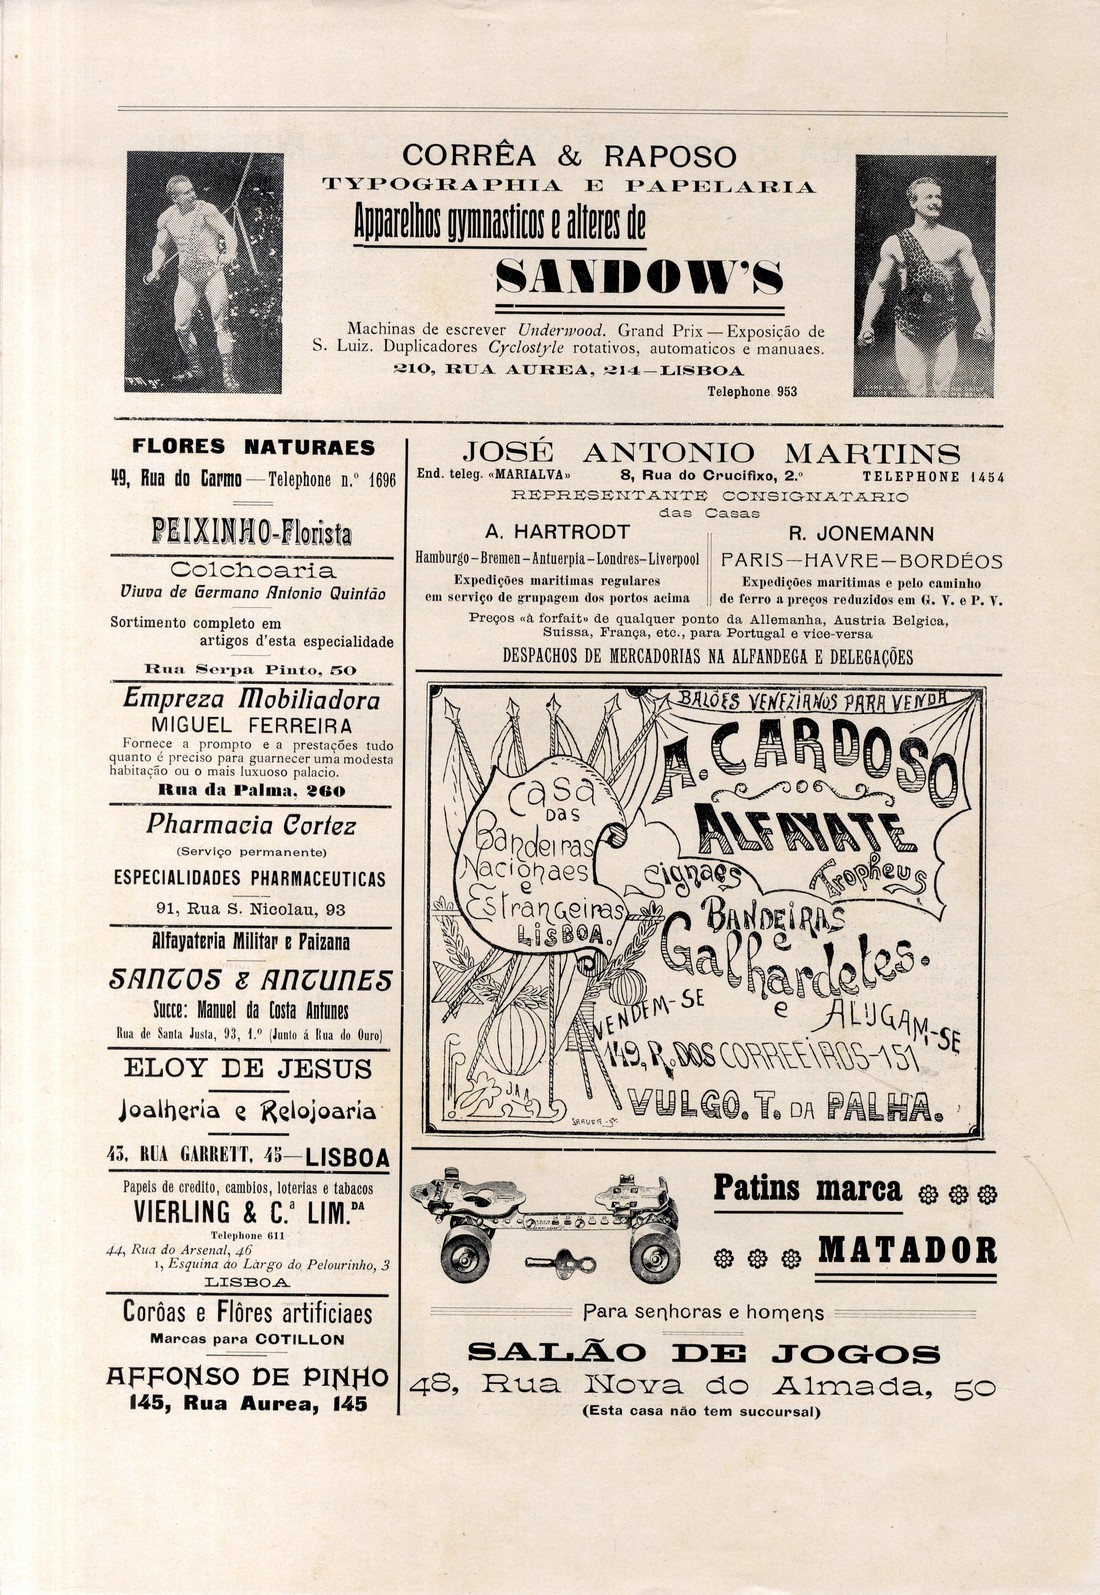 CORRÊA & RAPOSO
TYPOGRAPHIA E PAPELARIA
Apparelhos gymnasticos e alteres de
SANDOW'S
Machinas de escrever Underwood. Grand Prix — Exposição de
S. Luiz. Duplicadores Cyclostyle rotativos, automaticos e manuaes.
210, RUA AUREA, 214—LISBOA
Telephone 953
FLORES NATURAES
49, Rua do Carmo — Telephone n.º 1696
PEIXINHO-Florista
Colchoaria
Viuva de Germano Antonio Quintão
Sortimento completo em
artigos d'esta especialidade
Rua Serpa Pinto, 50
Empreza Mobiliadora
MIGUEL FERREIRA
Fornece a prompto e a prestações tudo
quanto é preciso para guarnecer uma modesta
habitação ou o mais luxuoso palacio.
Rua da Palma, 260
Pharmacia Cortez
(Serviço permanente)
ESPECIALIDADES PHARMACEUTICAS
91, Rua S. Nicolau, 93
Alfayateria Militar e Paizana
SANTOS & ANTUNES
Succe: Manuel da Costa Antunes
Rua de Santa Justa, 93, 1.º (Junto á Rua do Ouro)
ELOY DE JESUS
Joalheria e Relojoaria
43, RUA GARRETT, 45—LISBOA
Papeis de credito, cambios, loterias e tabacos
VIERLING & C.ª LIM.DA
Telephone 611
44, Rua do Arsenal, 46
1, Esquina do Largo do Pelourinho, 3
LISBOA
Corôas e Flôres artificiaes
Marcas para COTILLON
AFFONSO DE PINHO
145, Rua Aurea, 145
JOSÉ ANTONIO MARTINS
End. teleg. «MARIALVA» 8, Rua do Crucifixo, 2.º TELEPHONE 1454
REPRESENTANTE CONSIGNATARIO
das Casas
A. HARTRODT
Hamburgo–Bremen–Antuerpia–Londres–Liverpool
Expedições maritimas regulares
em serviço de grupagem dos portos acima
R. JONEMANN
PARIS—HAVRE—BORDÉOS
Expedições maritimas e pelo caminho
de ferro a preços reduzidos em G. V. e P. V.
Preços «à forfait» de qualquer ponto da Allemanha, Austria Belgica,
Suissa, França, etc., para Portugal e vice-versa
DESPACHOS DE MERCADORIAS NA ALFANDEGA E DELEGAÇÕES
BALÕES VENEZIANOS PARA VENDA
A. CARDOSO
ALFAYATE
Casa
DAS
Bandeiras
Nacionaes
e
Estrangeiras
LISBOA.
Signaes Tropheus
BANDEIRAS
e
Galhardetes.
VENDEM-SE
e ALUGAM-SE
149, R. DOS CORREEIROS-151
VULGO. T. DA PALHA.
JAA
Patins marca
MATADOR
Para senhoras e homens
SALÃO DE JOGOS
48, Rua Nova do Almada, 50
(Esta casa não tem succursal)